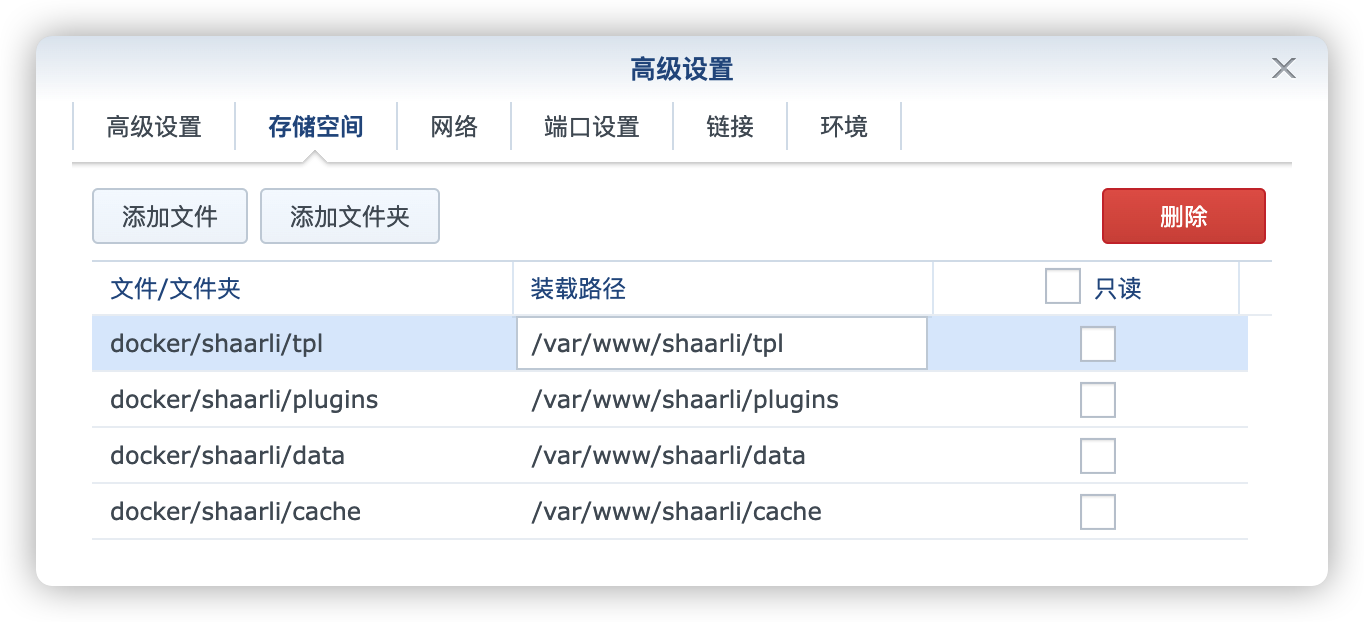 高级设置
高级设置 存储空间 网络 端口设置 链接 环境
添加文件 添加文件夹 删除
文件/文件夹 装载路径 只读
docker/shaarli/tpl /var/www/shaarli/tpl
docker/shaarli/plugins /var/www/shaarli/plugins
docker/shaarli/data /var/www/shaarli/data
docker/shaarli/cache /var/www/shaarli/cache